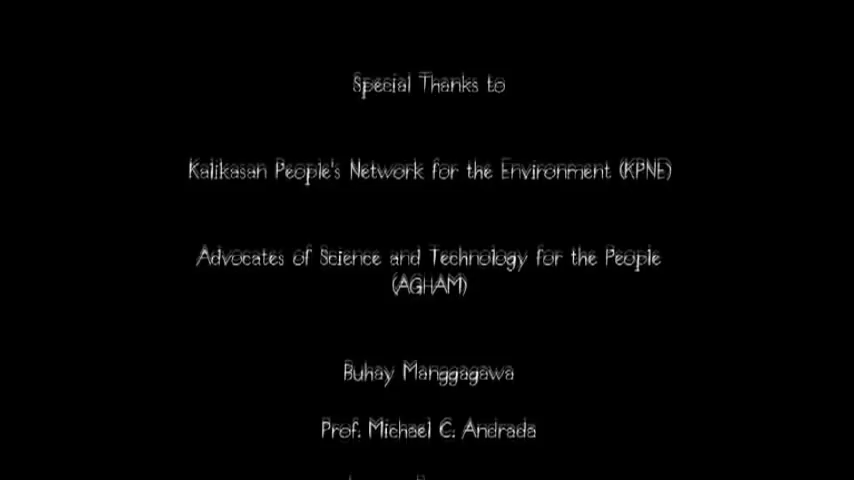 Special Thanks to
Kalikasan People's Network for the Environment (KPNE)
Advocates of Science and Technology for the People
(AGHAM)
Buhay Manggagawa
Prof. Michael C. Andrada